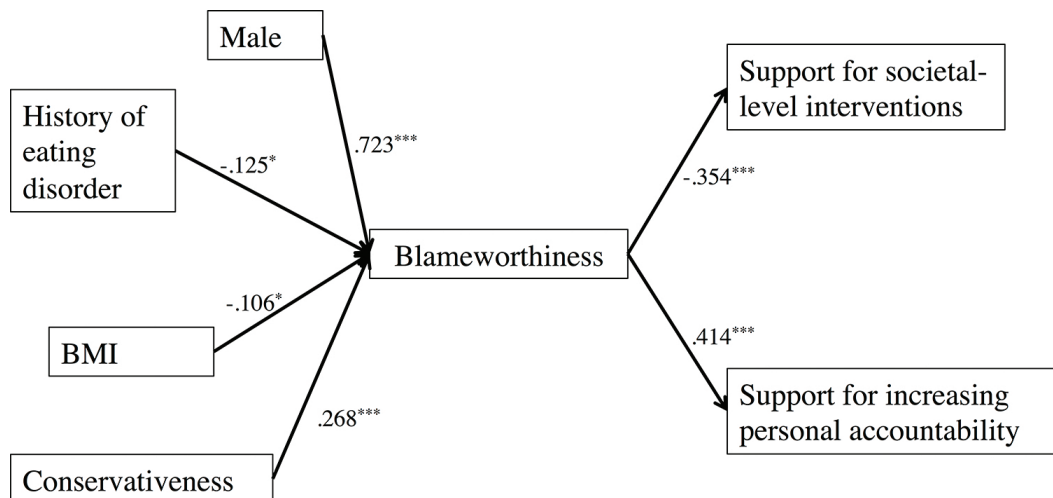 Male
History of
eating
disorder
-.125*
.723***
BMI
-.106*
Conservativeness
.268***
Blameworthiness
-.354***
.414***
Support for societal-
level interventions
Support for increasing
personal accountability